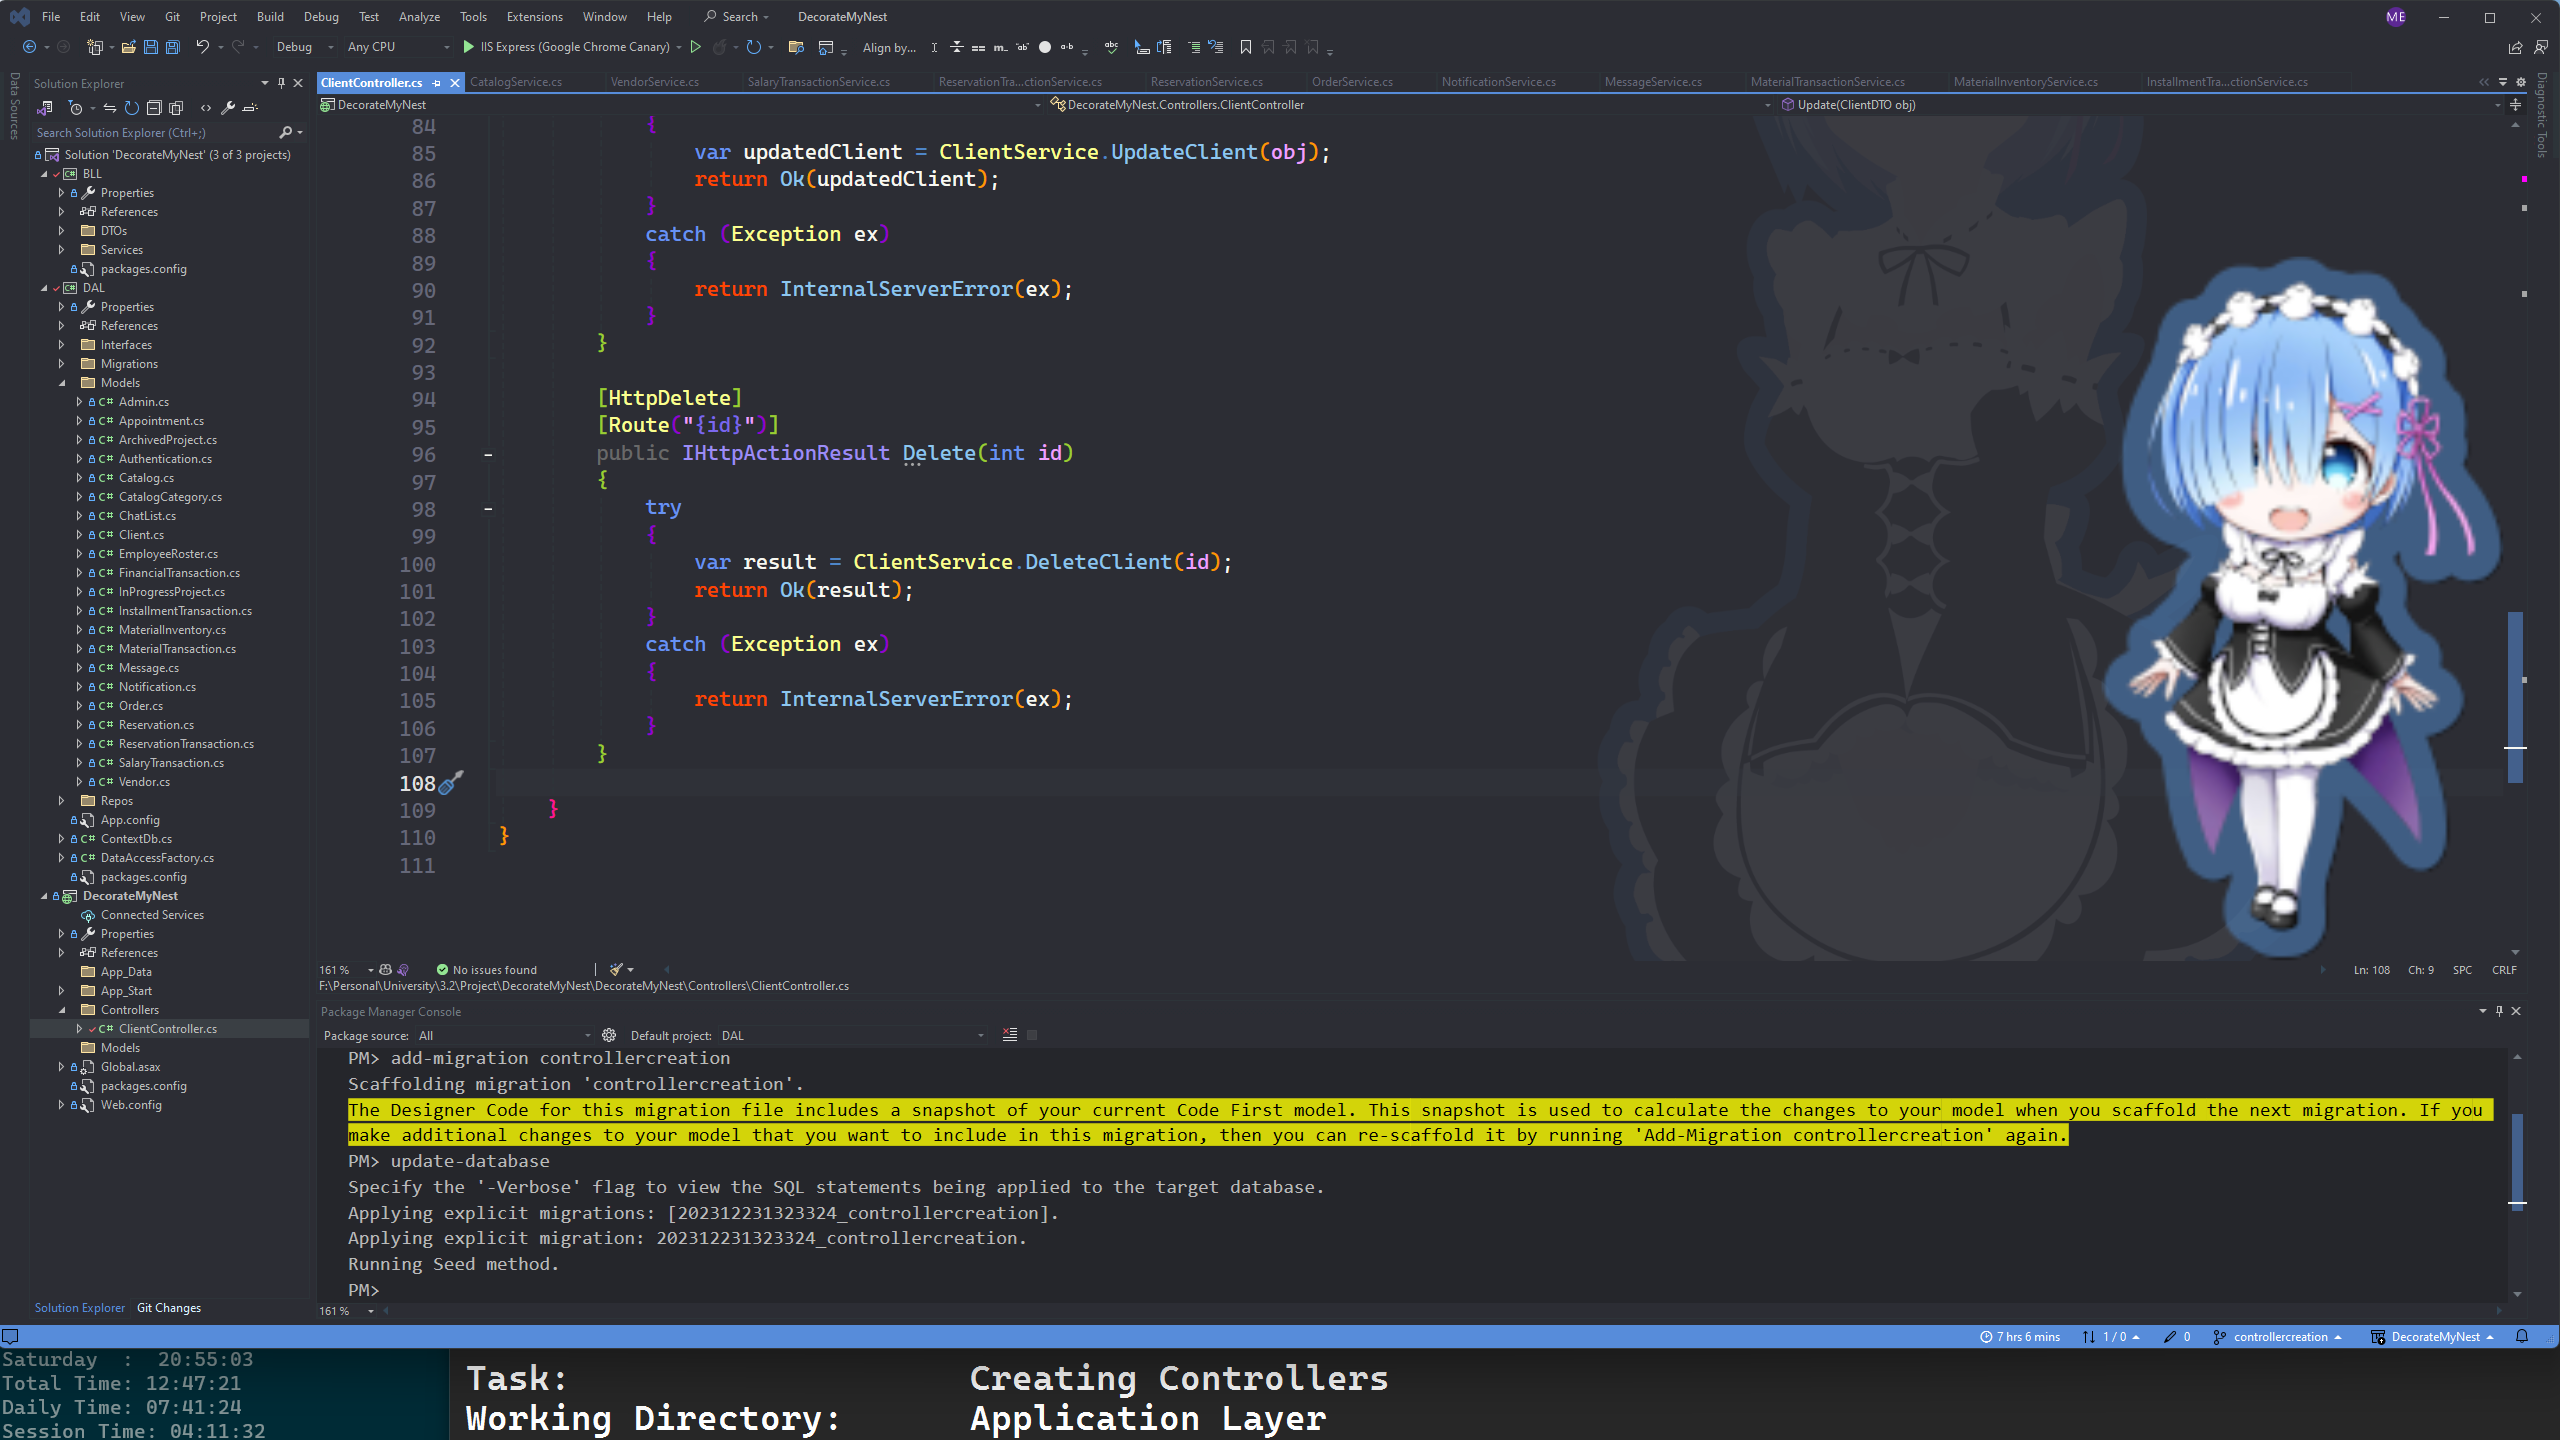 File Edit View Git Project Build Debug Test Analyze Tools Extensions Window Help Search DecorateMyNest ME
Debug Any CPU IIS Express (Google Chrome Canary) Align by...
Data Sources
Solution Explorer
Search Solution Explorer (Ctrl+;)
Solution 'DecorateMyNest' (3 of 3 projects)
BLL
Properties
References
DTOs
Services
packages.config
DAL
Properties
References
Interfaces
Migrations
Models
C# Admin.cs
C# Appointment.cs
C# ArchivedProject.cs
C# Authentication.cs
C# Catalog.cs
C# CatalogCategory.cs
C# ChatList.cs
C# Client.cs
C# EmployeeRoster.cs
C# FinancialTransaction.cs
C# InProgressProject.cs
C# InstallmentTransaction.cs
C# MaterialInventory.cs
C# MaterialTransaction.cs
C# Message.cs
C# Notification.cs
C# Order.cs
C# Reservation.cs
C# ReservationTransaction.cs
C# SalaryTransaction.cs
C# Vendor.cs
Repos
App.config
C# ContextDb.cs
C# DataAccessFactory.cs
packages.config
DecorateMyNest
Connected Services
Properties
References
App_Data
App_Start
Controllers
C# ClientController.cs
Models
Global.asax
packages.config
Web.config
Solution Explorer Git Changes
ClientController.cs CatalogService.cs VendorService.cs SalaryTransactionService.cs ReservationTra...ctionService.cs ReservationService.cs OrderService.cs NotificationService.cs MessageService.cs MaterialTransactionService.cs MaterialInventoryService.cs InstallmentTra...ctionService.cs
DecorateMyNest DecorateMyNest.Controllers.ClientController Update(ClientDTO obj)
84 {
85 var updatedClient = ClientService.UpdateClient(obj);
86 return Ok(updatedClient);
87 }
88 catch (Exception ex)
89 {
90 return InternalServerError(ex);
91 }
92 }
93
94 [HttpDelete]
95 [Route("{id}")]
96 public IHttpActionResult Delete(int id)
97 {
98 try
99 {
100 var result = ClientService.DeleteClient(id);
101 return Ok(result);
102 }
103 catch (Exception ex)
104 {
105 return InternalServerError(ex);
106 }
107 }
108
109 }
110 }
111
161 % No issues found Ln: 108 Ch: 9 SPC CRLF
F:\Personal\University\3.2\Project\DecorateMyNest\DecorateMyNest\Controllers\ClientController.cs
Package Manager Console
Package source: All Default project: DAL
PM> add-migration controllercreation
Scaffolding migration 'controllercreation'.
The Designer Code for this migration file includes a snapshot of your current Code First model. This snapshot is used to calculate the changes to your model when you scaffold the next migration. If you
make additional changes to your model that you want to include in this migration, then you can re-scaffold it by running 'Add-Migration controllercreation' again.
PM> update-database
Specify the '-Verbose' flag to view the SQL statements being applied to the target database.
Applying explicit migrations: [202312231323324_controllercreation].
Applying explicit migration: 202312231323324_controllercreation.
Running Seed method.
PM>
161 %
Diagnostic Tools
7 hrs 6 mins 1 / 0 0 controllercreation DecorateMyNest
Saturday : 20:55:03
Total Time: 12:47:21
Daily Time: 07:41:24
Session Time: 04:11:32
Task: Creating Controllers
Working Directory: Application Layer